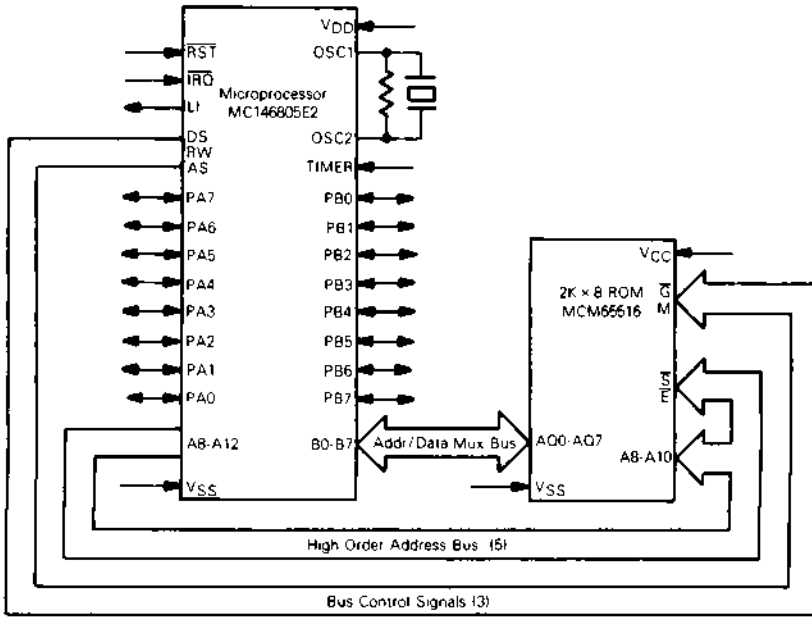 VDD
RST
OSC1
IRQ
Microprocessor
MC146805E2
LI
DS
OSC2
RW
AS
TIMER
PA7
PB0
PA6
PB1
PA5
PB2
PA4
PB3
PA3
PB4
PA2
PB5
PA1
PB6
PA0
PB7
A8-A12
B0-B7
Addr/Data Mux Bus
VSS
VCC
2K × 8 ROM
MCM65516
G
M
S
E
AQ0-AQ7
A8-A10
VSS
High Order Address Bus (5)
Bus Control Signals (3)